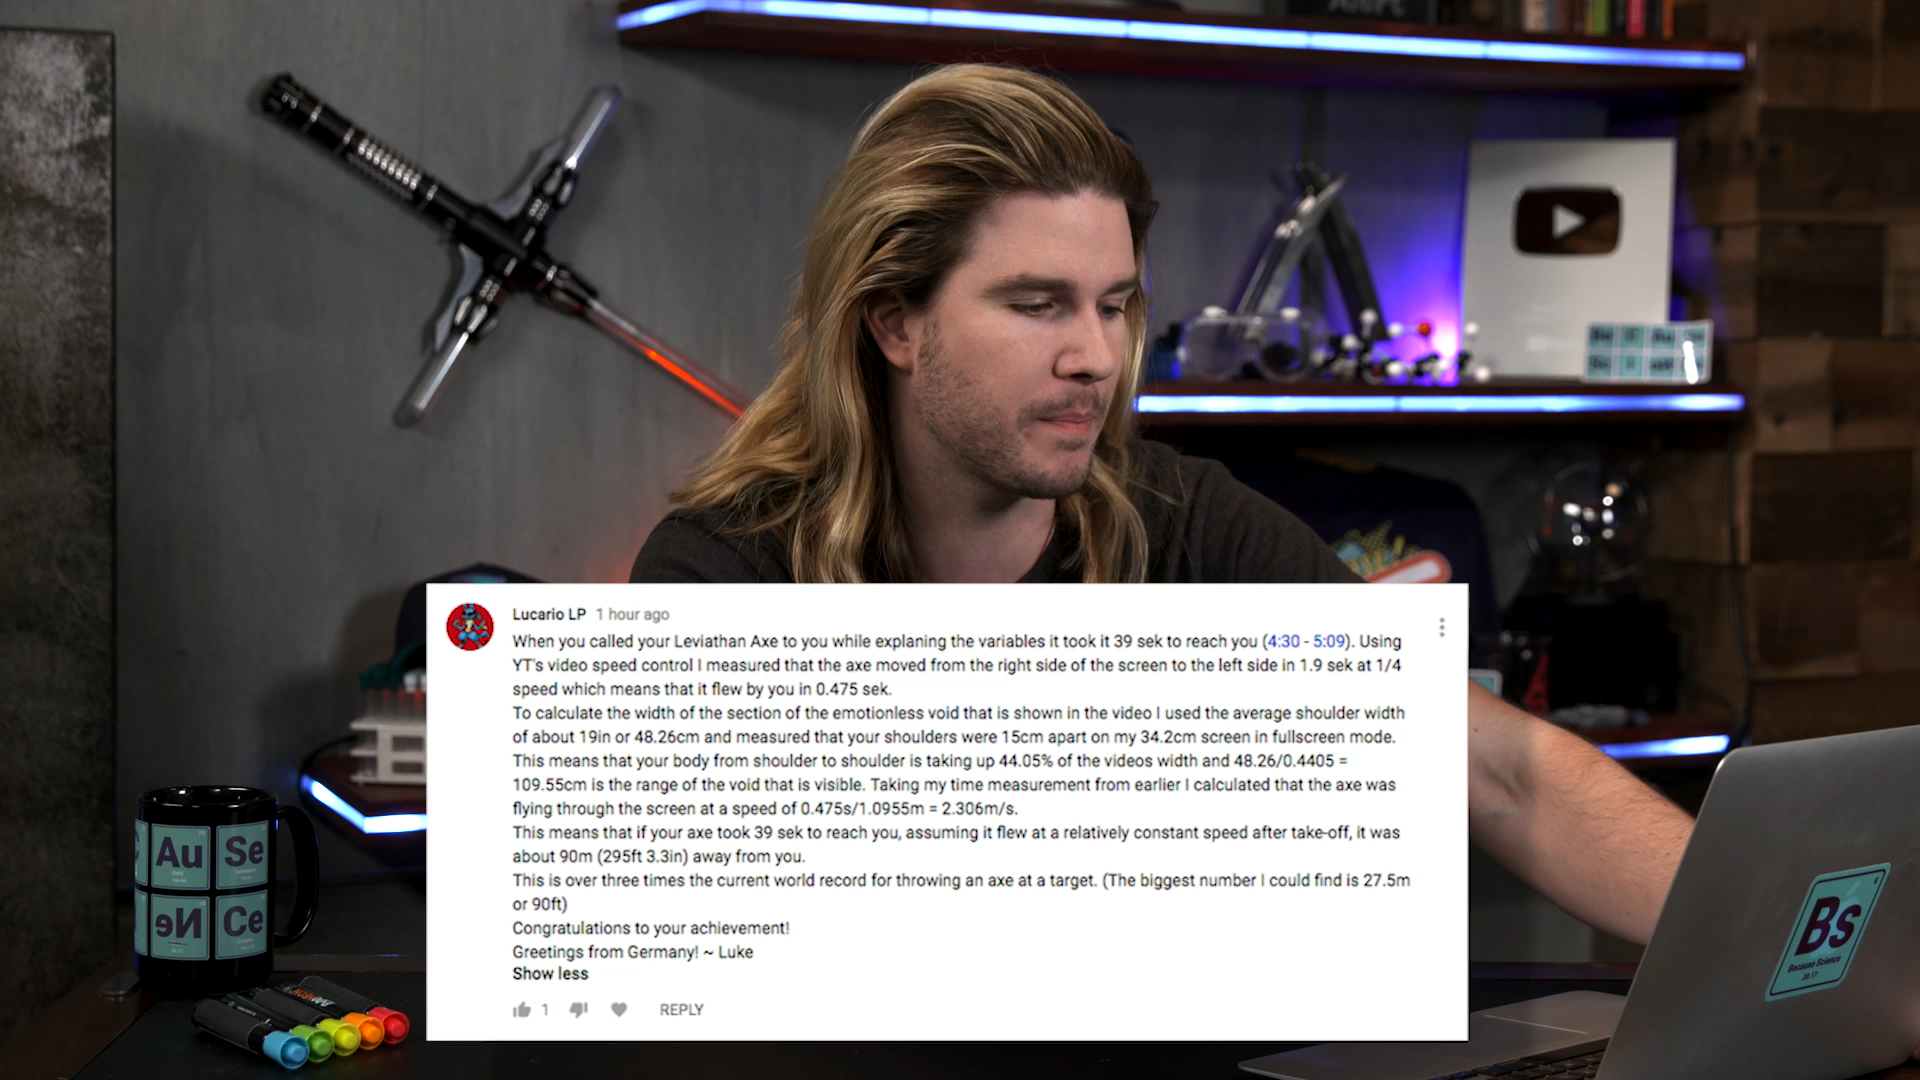 Lucario LP 1 hour ago
When you called your Leviathan Axe to you while explaning the variables it took it 39 sek to reach you (4:30 - 5:09). Using
YT's video speed control I measured that the axe moved from the right side of the screen to the left side in 1.9 sek at 1/4
speed which means that it flew by you in 0.475 sek.
To calculate the width of the section of the emotionless void that is shown in the video I used the average shoulder width
of about 19in or 48.26cm and measured that your shoulders were 15cm apart on my 34.2cm screen in fullscreen mode.
This means that your body from shoulder to shoulder is taking up 44.05% of the videos width and 48.26/0.4405 =
109.55cm is the range of the void that is visible. Taking my time measurement from earlier I calculated that the axe was
flying through the screen at a speed of 0.475s/1.0955m = 2.306m/s.
This means that if your axe took 39 sek to reach you, assuming it flew at a relatively constant speed after take-off, it was
about 90m (295ft 3.3in) away from you.
This is over three times the current world record for throwing an axe at a target. (The biggest number I could find is 27.5m
or 90ft)
Congratulations to your achievement!
Greetings from Germany! ~ Luke
Show less
1 REPLY
Au Se
Ne Ce
Bs
Because Science